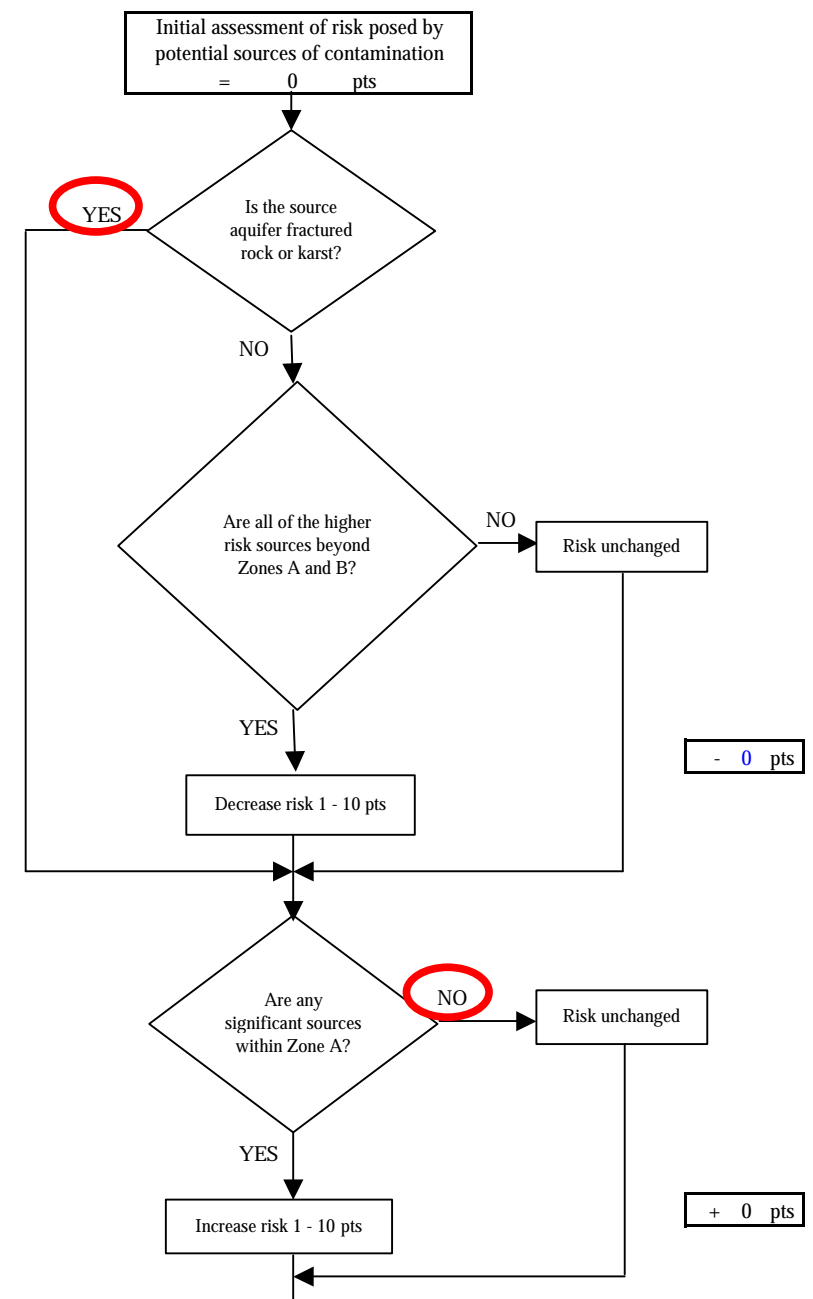 Initial assessment of risk posed by
potential sources of contamination
= 0 pts
YES
Is the source
aquifer fractured
rock or karst?
NO
Are all of the higher
risk sources beyond
Zones A and B?
NO
Risk unchanged
YES
- 0 pts
Decrease risk 1 - 10 pts
Are any
significant sources
within Zone A?
NO
Risk unchanged
YES
+ 0 pts
Increase risk 1 - 10 pts